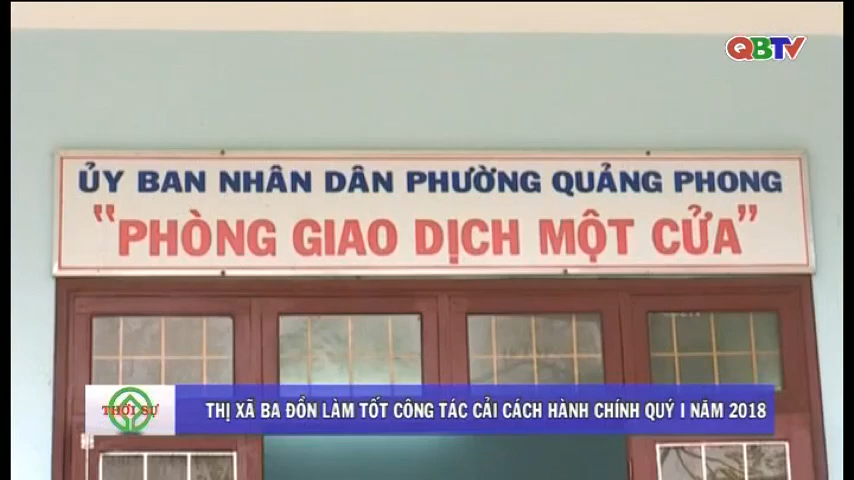 QBTV
ỦY BAN NHÂN DÂN PHƯỜNG QUẢNG PHONG
"PHÒNG GIAO DỊCH MỘT CỬA"
THỜI SỰ
THỊ XÃ BA ĐỒN LÀM TỐT CÔNG TÁC CẢI CÁCH HÀNH CHÍNH QUÝ I NĂM 2018